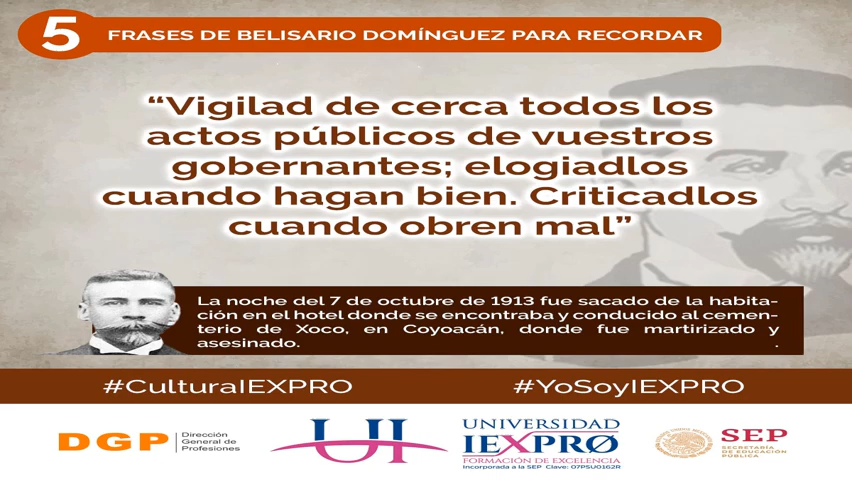 5 FRASES DE BELISARIO DOMÍNGUEZ PARA RECORDAR
“Vigilad de cerca todos los
actos públicos de vuestros
gobernantes; elogiadlos
cuando hagan bien. Criticadlos
cuando obren mal”
La noche del 7 de octubre de 1913 fue sacado de la habita-
ción en el hotel donde se encontraba y conducido al cemen-
terio de Xoco, en Coyoacán, donde fue martirizado y
asesinado. .
#CulturaIEXPRO #YoSoyIEXPRO
DGP
Dirección
General de
Profesiones
UI
UNIVERSIDAD
IEXPRO
FORMACIÓN DE EXCELENCIA
Incorporada a la SEP Clave: 07PSU0162R
SEP
SECRETARÍA
DE EDUCACIÓN
PÚBLICA